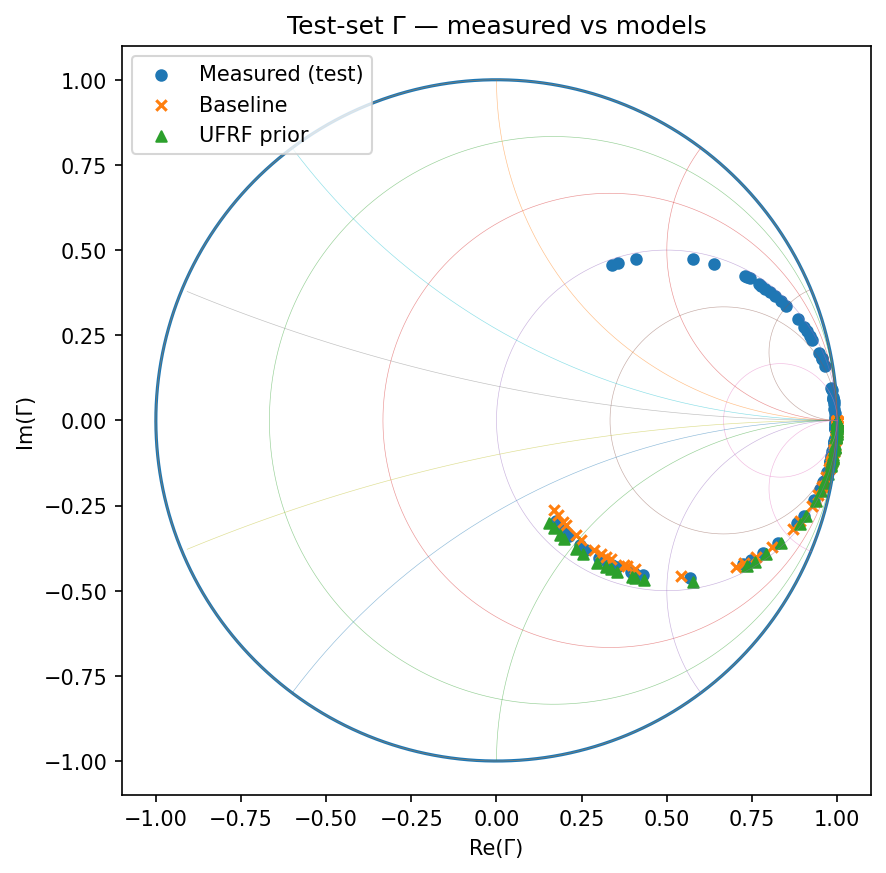 Test-set Γ — measured vs models
Measured (test)
Baseline
UFRF prior
1.00
0.75
0.50
0.25
0.00
−0.25
−0.50
−0.75
−1.00
Im(Γ)
−1.00 −0.75 −0.50 −0.25 0.00 0.25 0.50 0.75 1.00
Re(Γ)